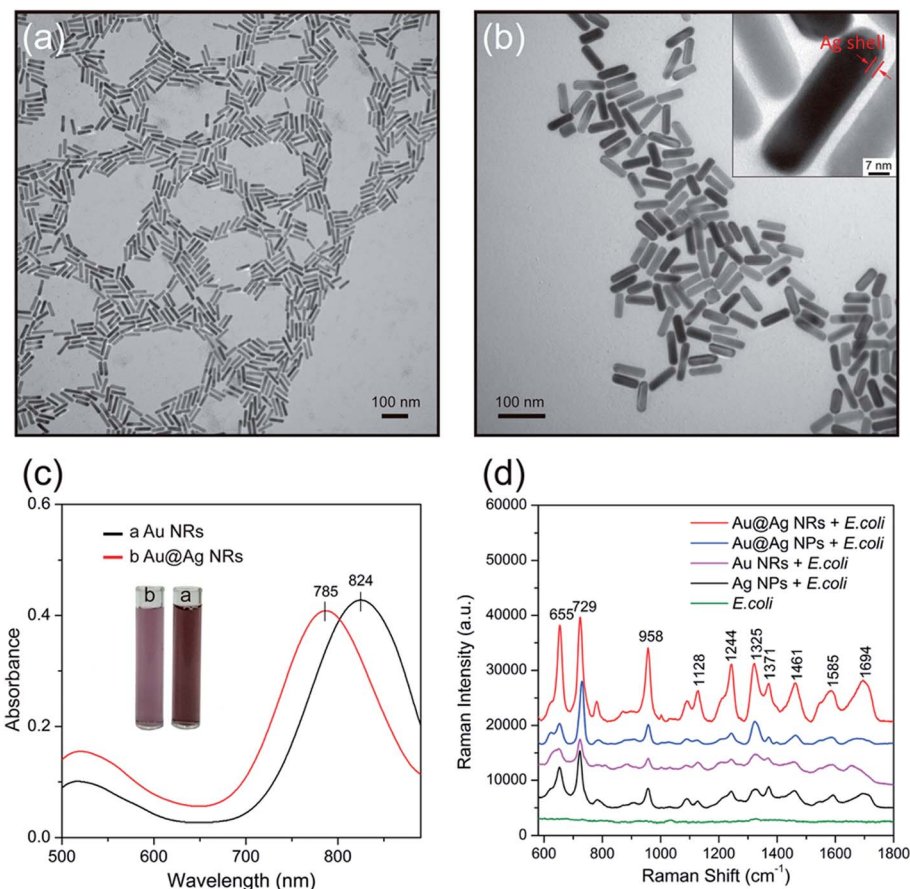 (a)
100 nm
(b)
Ag shell
7 nm
100 nm
(c)
0.6
0.4
0.2
0.0
Absorbance
a Au NRs
b Au@Ag NRs
b a
785
824
500 600 700 800
Wavelength (nm)
(d)
60000
50000
40000
30000
20000
10000
0
Raman Intensity (a.u.)
Au@Ag NRs + E.coli
Au@Ag NPs + E.coli
Au NRs + E.coli
Ag NPs + E.coli
E.coli
655
729
958
1128
1244
1325
1371
1461
1585
1694
600 800 1000 1200 1400 1600 1800
Raman Shift (cm⁻¹)